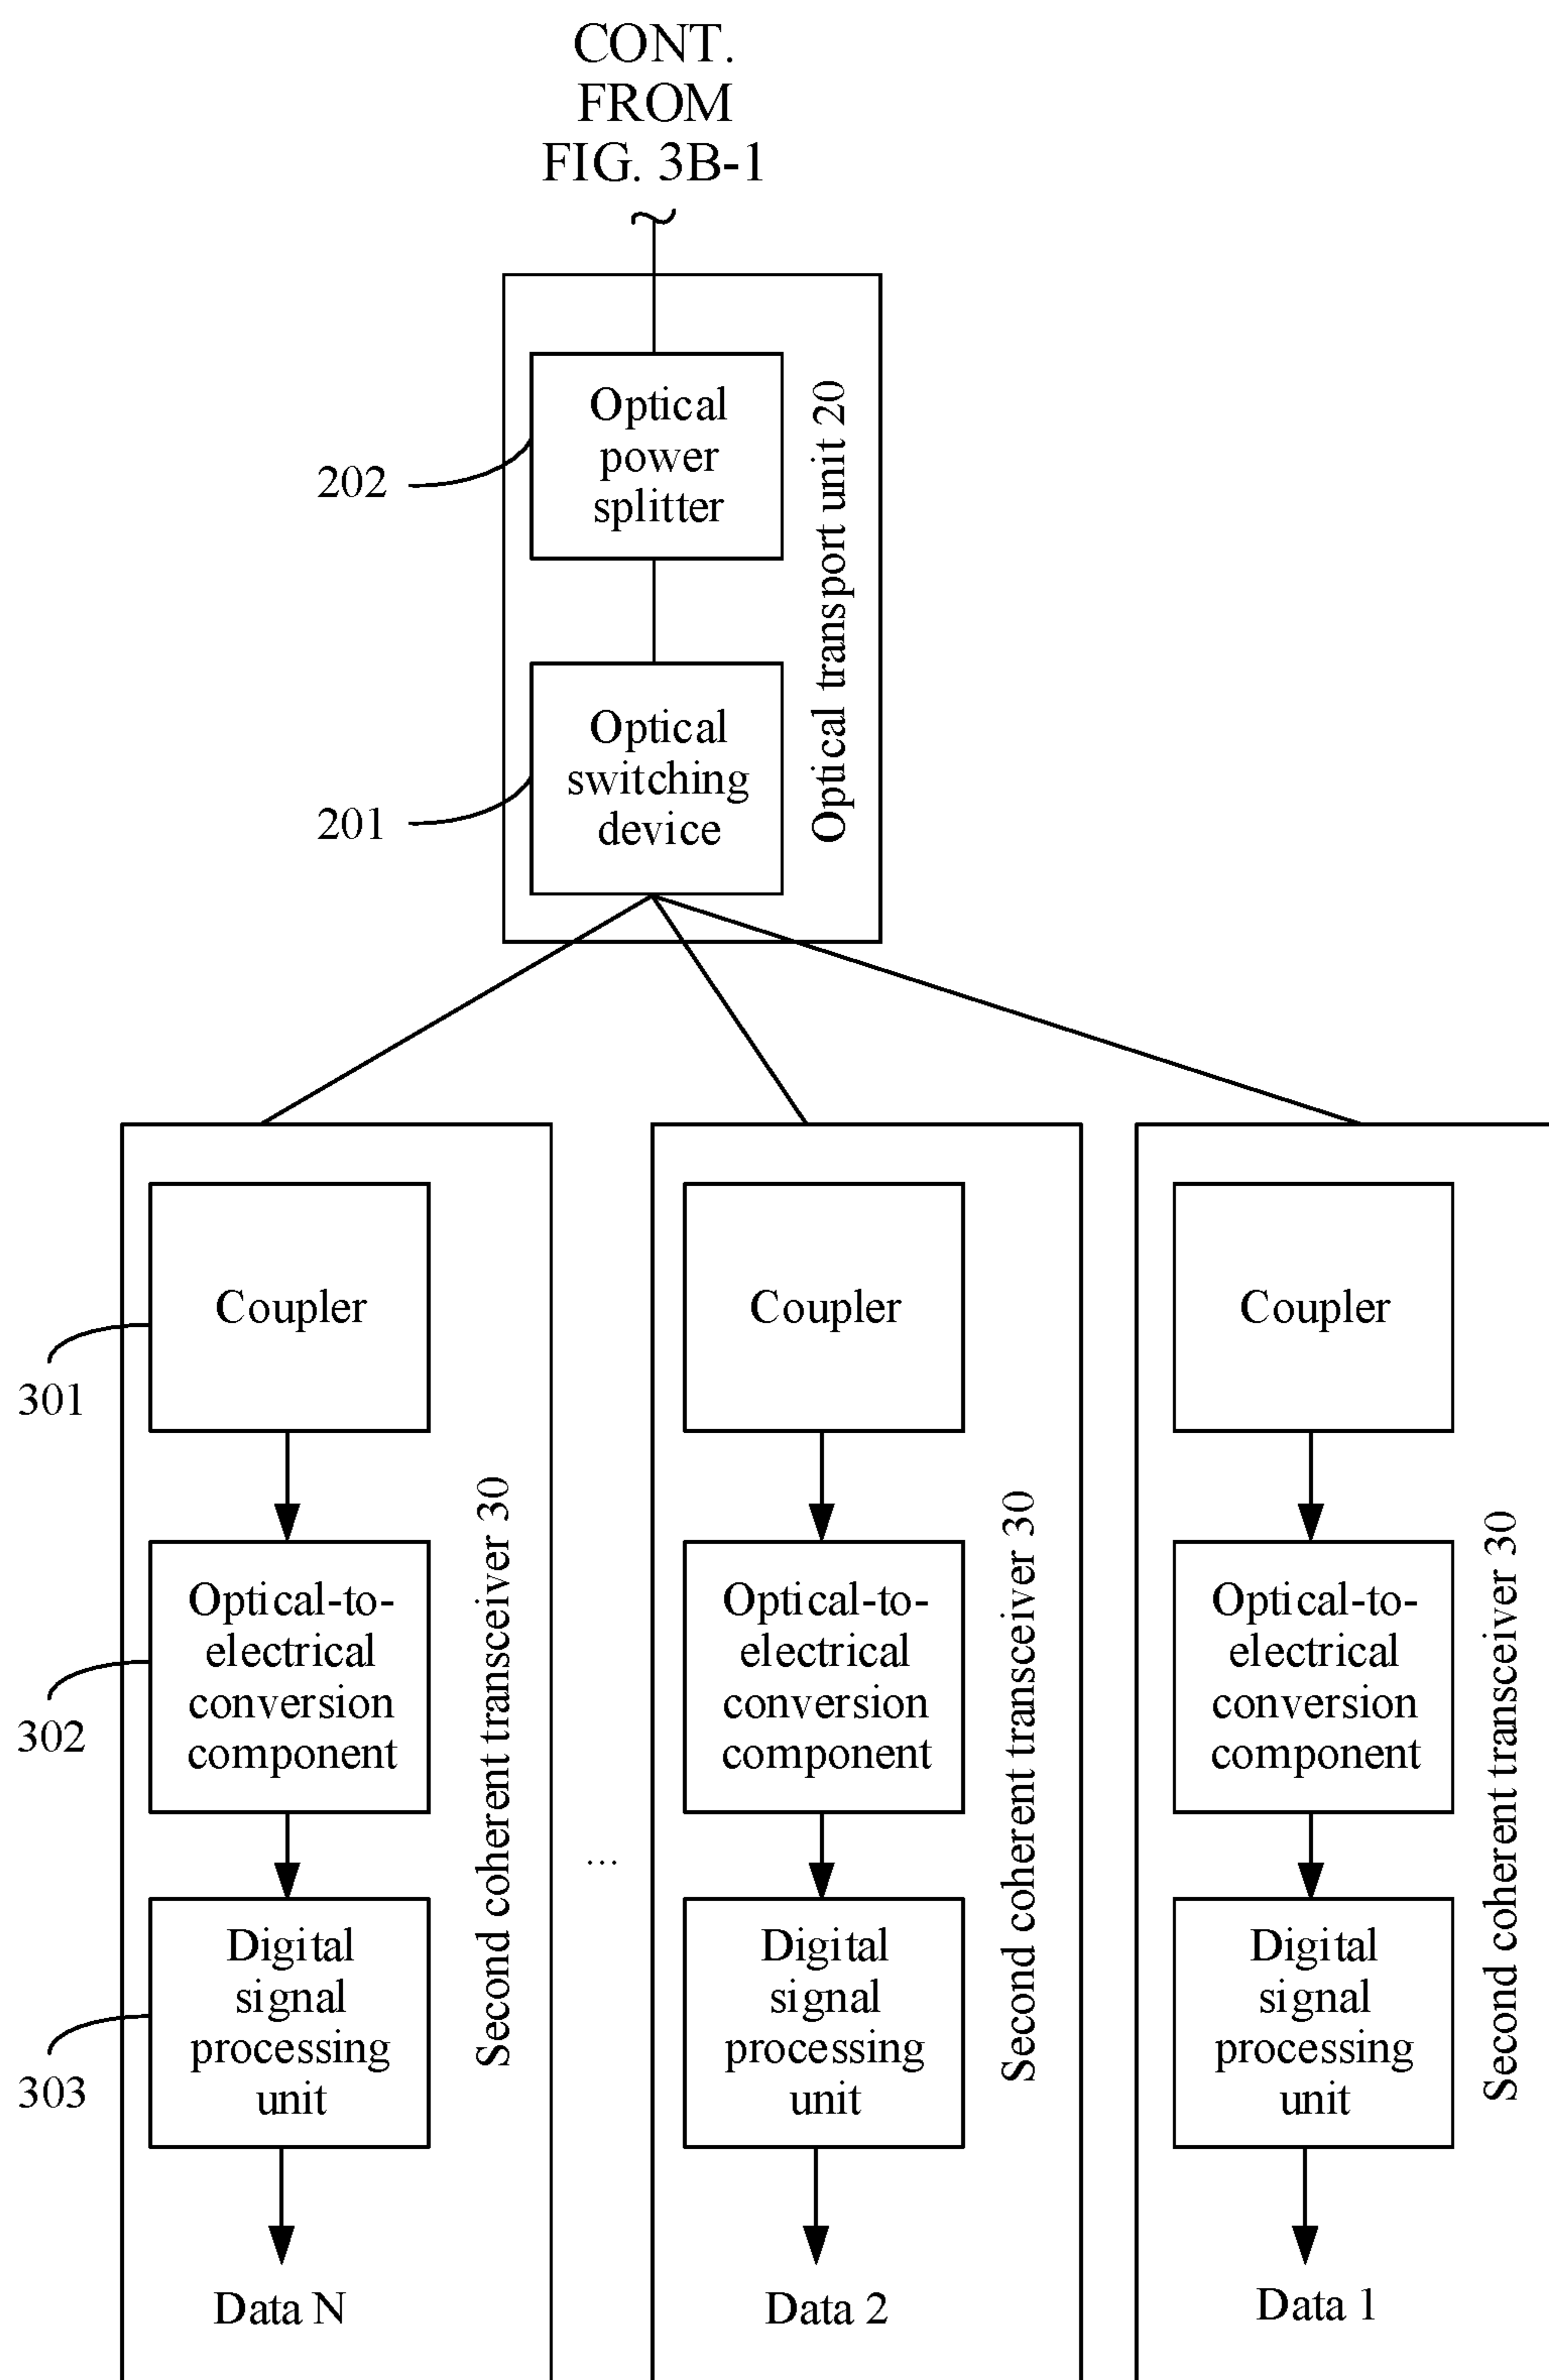 CONT.
FROM
FIG. 3B-1
Optical
power
splitter
202
Optical transport unit 20
Optical
switching
device
201
Coupler
301
Optical-to-
electrical
conversion
component
302
Digital
signal
processing
unit
303
Data N
Second coherent transceiver 30
...
Coupler
Optical-to-
electrical
conversion
component
Digital
signal
processing
unit
Data 2
Second coherent transceiver 30
Coupler
Optical-to-
electrical
conversion
component
Digital
signal
processing
unit
Data 1
Second coherent transceiver 30